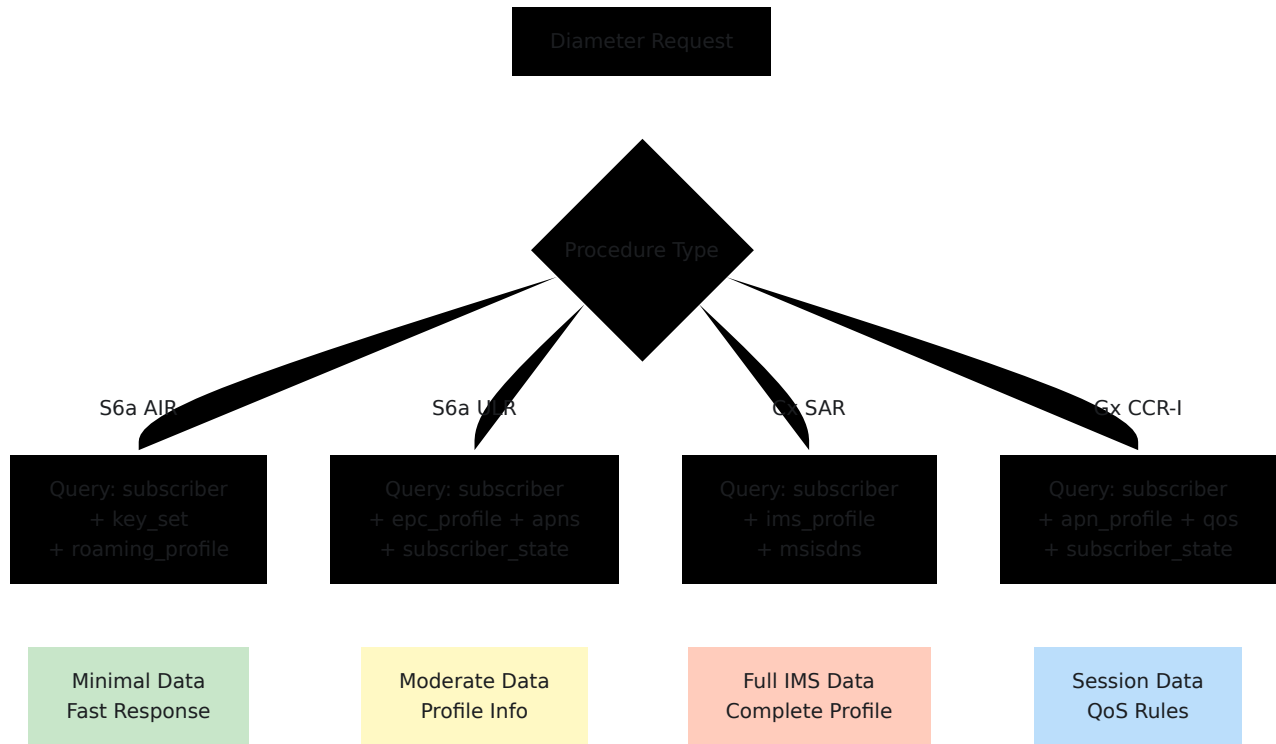 Diameter Request
Procedure Type
S6a AIR
S6a ULR
Cx SAR
Gx CCR-I
Query: subscriber
+ key_set
+ roaming_profile
Query: subscriber
+ epc_profile + apns
+ subscriber_state
Query: subscriber
+ ims_profile
+ msisdns
Query: subscriber
+ apn_profile + qos
+ subscriber_state
Minimal Data
Fast Response
Moderate Data
Profile Info
Full IMS Data
Complete Profile
Session Data
QoS Rules